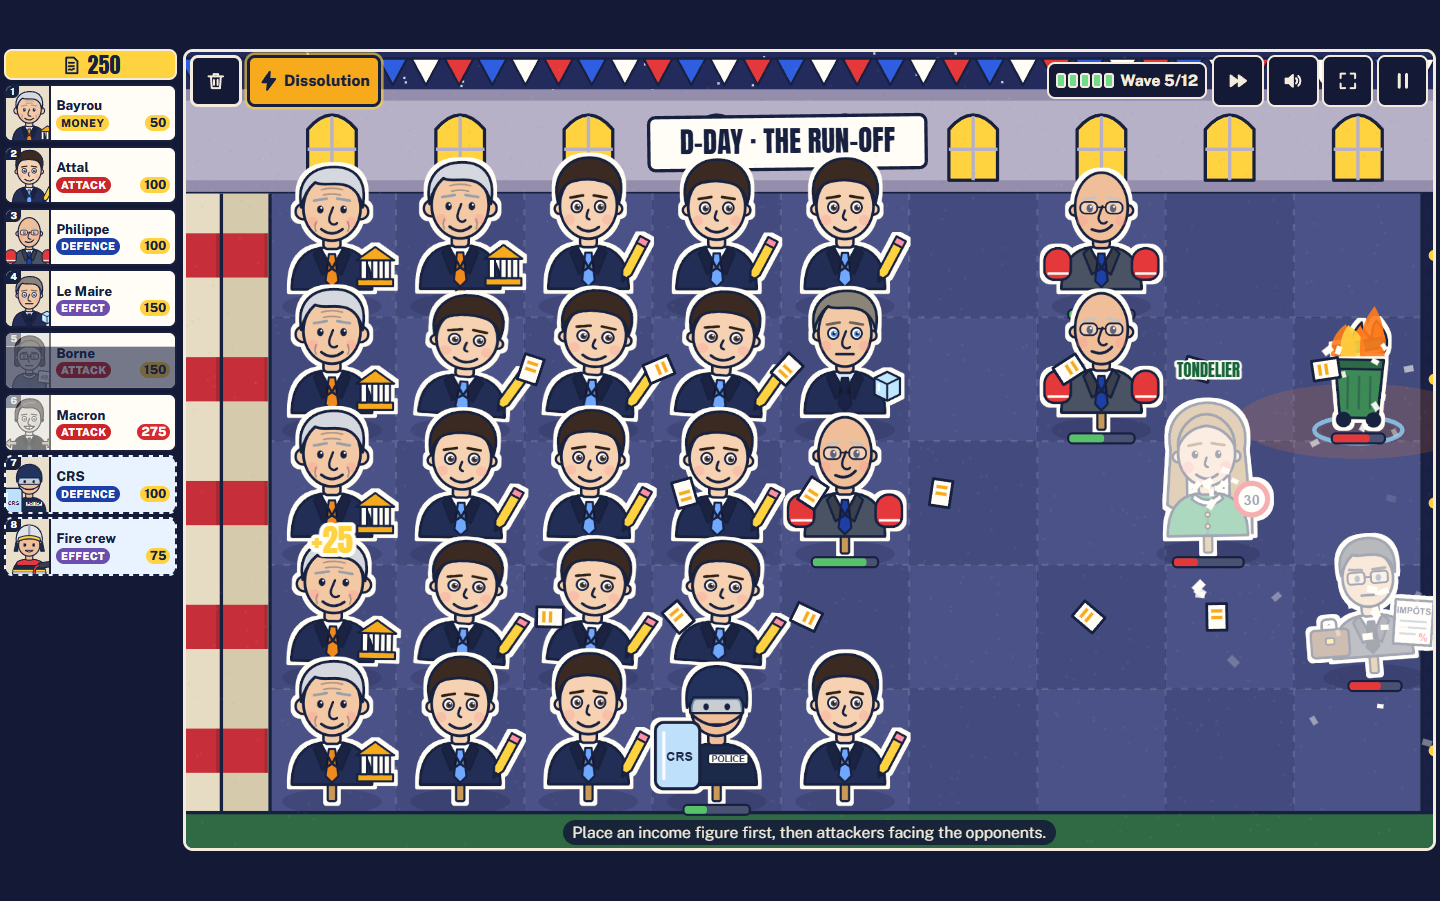 250
Dissolution
Wave 5/12
D-DAY · THE RUN-OFF
1
Bayrou
MONEY 50
2
Attal
ATTACK 100
3
Philippe
DEFENCE 100
4
Le Maire
EFFECT 150
5
Borne
ATTACK 150
6
Macron
ATTACK 275
7
CRS
CRS
DEFENCE 100
8
Fire crew
EFFECT 75
TONDELIER
30
+25
IMPÔTS
%
CRS
POLICE
Place an income figure first, then attackers facing the opponents.